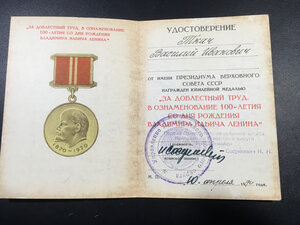 "ЗА ДОБЛЕСТНЫЙ ТРУД.
В ОЗНАМЕНОВАНИЕ
100-ЛЕТИЯ СО ДНЯ РОЖДЕНИЯ
ВЛАДИМИРА ИЛЬИЧА ЛЕНИНА"
1870-1970
УДОСТОВЕРЕНИЕ
Ткач
Василий Иванович
ОТ ИМЕНИ ПРЕЗИДИУМА ВЕРХОВНОГО
СОВЕТА СССР
НАГРАЖДЕН ЮБИЛЕЙНОЙ МЕДАЛЬЮ
"ЗА ДОБЛЕСТНЫЙ ТРУД.
В ОЗНАМЕНОВАНИЕ 100-ЛЕТИЯ
СО ДНЯ РОЖДЕНИЯ
ВЛАДИМИРА ИЛЬИЧА ЛЕНИНА"
М. П.
10 апреля 1970 года